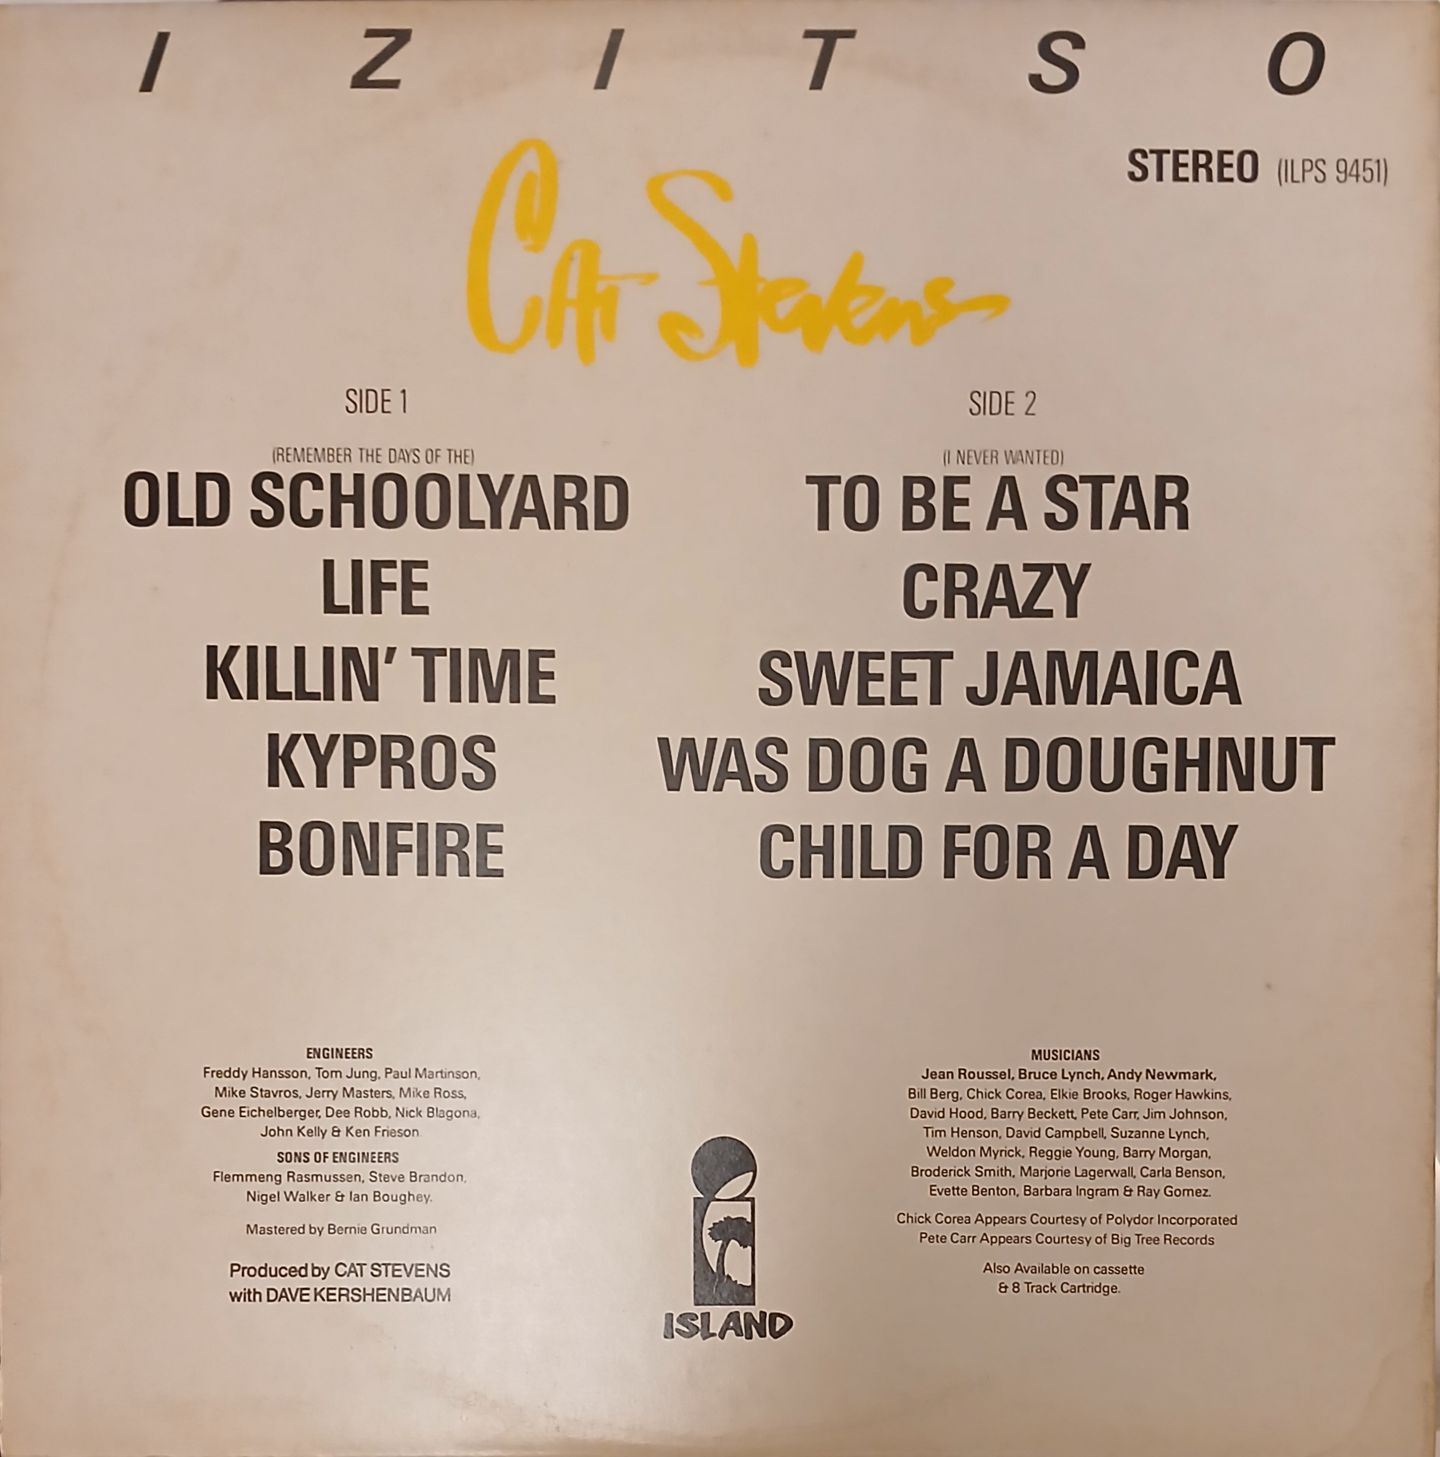 IZITSO
STEREO (ILPS 9451)
Cat Stevens
SIDE 1
(REMEMBER THE DAYS OF THE)
OLD SCHOOLYARD
LIFE
KILLIN' TIME
KYPROS
BONFIRE
SIDE 2
(I NEVER WANTED)
TO BE A STAR
CRAZY
SWEET JAMAICA
WAS DOG A DOUGHNUT
CHILD FOR A DAY
ENGINEERS
Freddy Hansson, Tom Jung, Paul Martinson,
Mike Stavros, Jerry Masters, Mike Ross,
Gene Eichelberger, Dee Robb, Nick Blagona,
John Kelly & Ken Frieson.
SONS OF ENGINEERS
Flemmeng Rasmussen, Steve Brandon,
Nigel Walker & Ian Boughey.
Mastered by Bernie Grundman
Produced by CAT STEVENS
with DAVE KERSHENBAUM
ISLAND
MUSICIANS
Jean Roussel, Bruce Lynch, Andy Newmark,
Bill Berg, Chick Corea, Elkie Brooks, Roger Hawkins,
David Hood, Barry Beckett, Pete Carr, Jim Johnson,
Tim Henson, David Campbell, Suzanne Lynch,
Weldon Myrick, Reggie Young, Barry Morgan,
Broderick Smith, Marjorie Lagerwall, Carla Benson,
Evette Benton, Barbara Ingram & Ray Gomez.
Chick Corea Appears Courtesy of Polydor Incorporated
Pete Carr Appears Courtesy of Big Tree Records
Also Available on cassette
& 8 Track Cartridge.